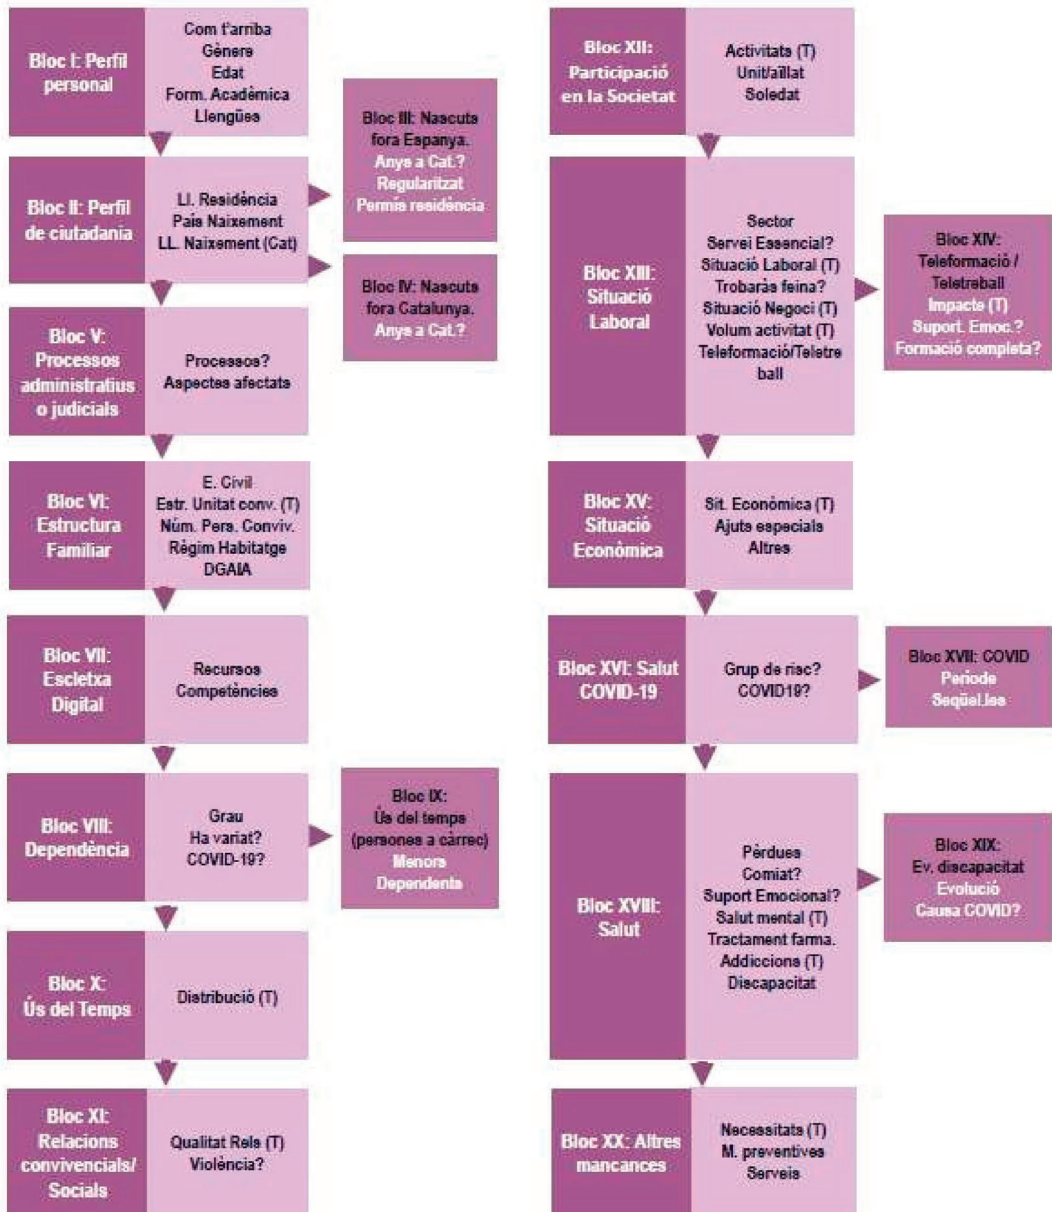 Bloc I: Perfil
personal
Com t'arriba
Gènere
Edat
Form. Acadèmica
Llengües
Bloc II: Perfil
de ciutadania
Ll. Residència
País Naixement
LL. Naixement (Cat)
Bloc III: Nascuts
fora Espanya.
Anys a Cat.?
Regularitzat
Permís residència
Bloc IV: Nascuts
fora Catalunya.
Anys a Cat.?
Bloc V:
Processos
administratius
o judicials
Processos?
Aspectes afectats
Bloc VI:
Estructura
Familiar
E. Civil
Estr. Unitat conv. (T)
Núm. Pers. Conviv.
Règim Habitatge
DGAIA
Bloc VII:
Escletxa
Digital
Recursos
Competències
Bloc VIII:
Dependència
Grau
Ha variat?
COVID-19?
Bloc IX:
Ús del temps
(persones a càrrec)
Menors
Dependents
Bloc X:
Ús del Temps
Distribució (T)
Bloc XI:
Relacions
convivencials/
Socials
Qualitat Rels (T)
Violència?
Bloc XII:
Participació
en la Societat
Activitats (T)
Unit/aïllat
Soledat
Bloc XIII:
Situació
Laboral
Sector
Servei Essencial?
Situació Laboral (T)
Trobaràs feina?
Situació Negoci (T)
Volum activitat (T)
Teleformació/Teletre
ball
Bloc XIV:
Teleformació /
Teletreball
Impacte (T)
Suport. Emoc.?
Formació completa?
Bloc XV:
Situació
Econòmica
Sit. Econòmica (T)
Ajuts especials
Altres
Bloc XVI: Salut
COVID-19
Grup de risc?
COVID19?
Bloc XVII: COVID
Període
Seqüel.les
Bloc XVIII:
Salut
Pèrdues
Comiat?
Suport Emocional?
Salut mental (T)
Tractament farma.
Addiccions (T)
Discapacitat
Bloc XIX:
Ev. discapacitat
Evolució
Causa COVID?
Bloc XX: Altres
mancances
Necessitats (T)
M. preventives
Serveis